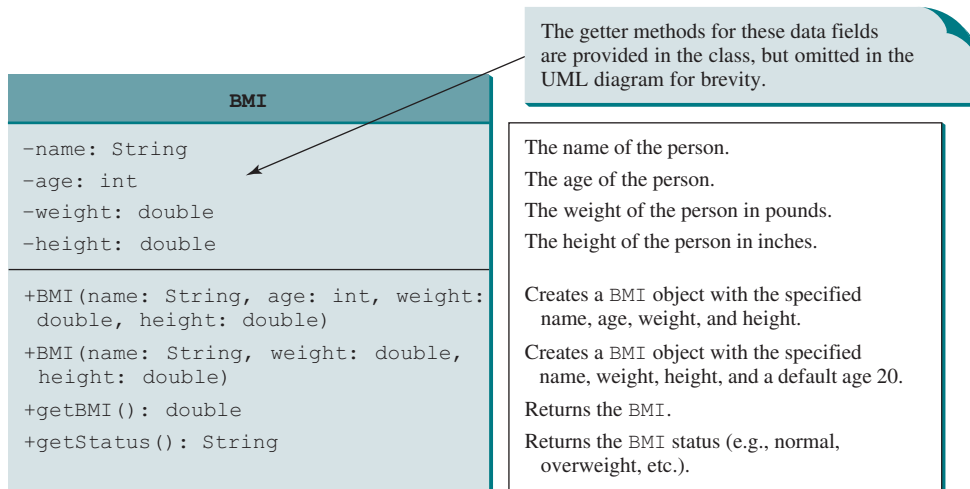 The getter methods for these data fields
are provided in the class, but omitted in the
UML diagram for brevity.
BMI
-name: String
-age: int
-weight: double
-height: double
+BMI(name: String, age: int, weight:
double, height: double)
+BMI(name: String, weight: double,
height: double)
+getBMI(): double
+getStatus(): String
The name of the person.
The age of the person.
The weight of the person in pounds.
The height of the person in inches.
Creates a BMI object with the specified
name, age, weight, and height.
Creates a BMI object with the specified
name, weight, height, and a default age 20.
Returns the BMI.
Returns the BMI status (e.g., normal,
overweight, etc.).